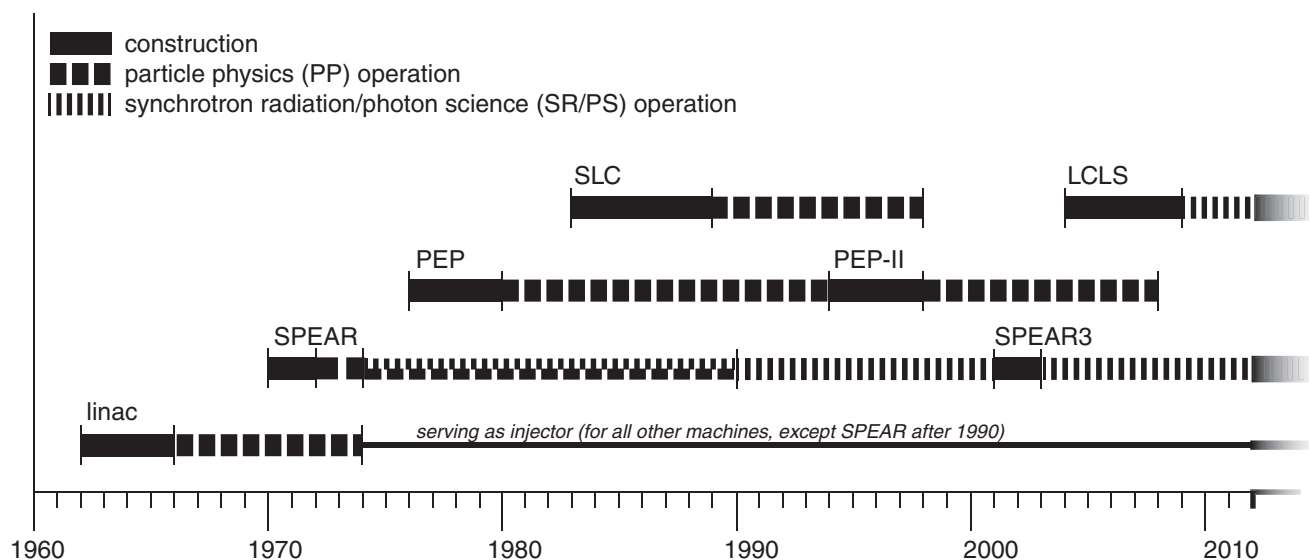 construction
particle physics (PP) operation
synchrotron radiation/photon science (SR/PS) operation
SLC
LCLS
PEP
PEP-II
SPEAR
SPEAR3
linac
serving as injector (for all other machines, except SPEAR after 1990)
1960 1970 1980 1990 2000 2010